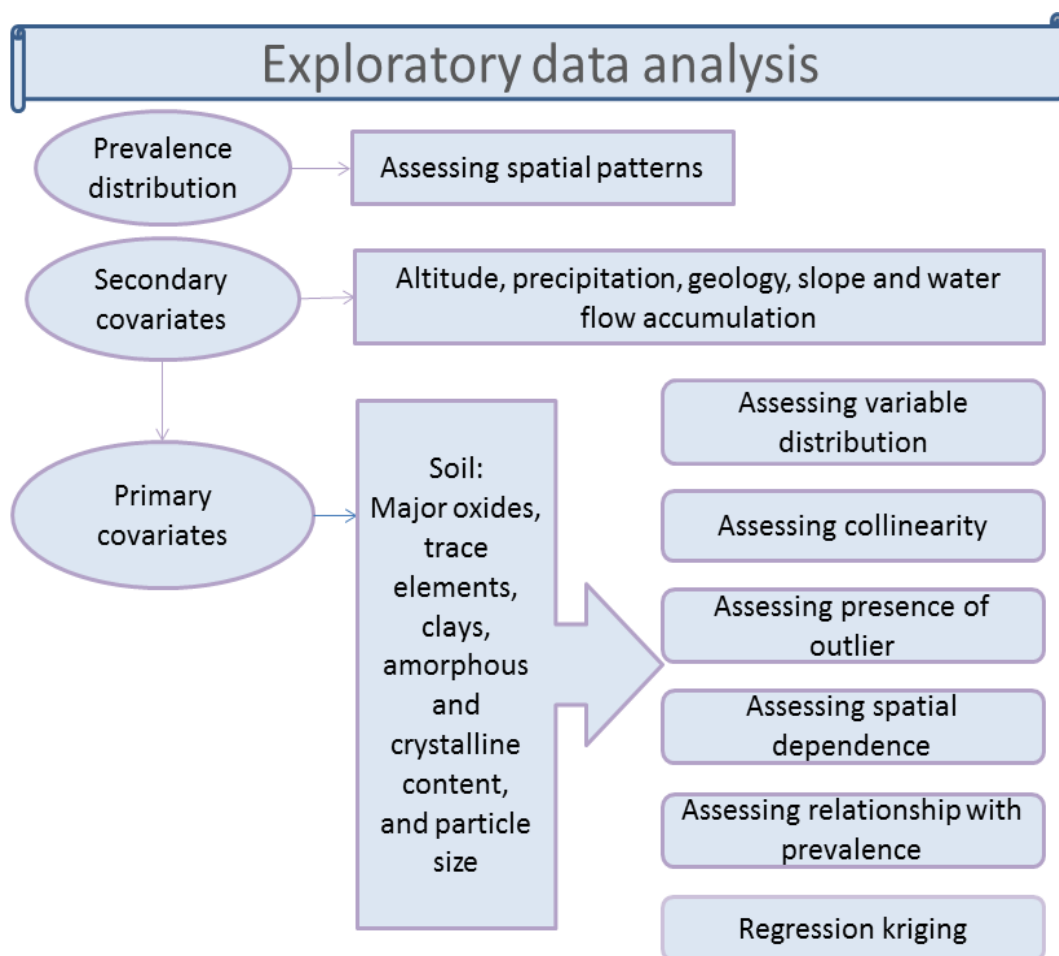 Exploratory data analysis
Prevalence
distribution
Assessing spatial patterns
Secondary
covariates
Altitude, precipitation, geology, slope and water
flow accumulation
Primary
covariates
Soil:
Major oxides,
trace
elements,
clays,
amorphous
and
crystalline
content,
and particle
size
Assessing variable
distribution
Assessing collinearity
Assessing presence of
outlier
Assessing spatial
dependence
Assessing relationship with
prevalence
Regression kriging